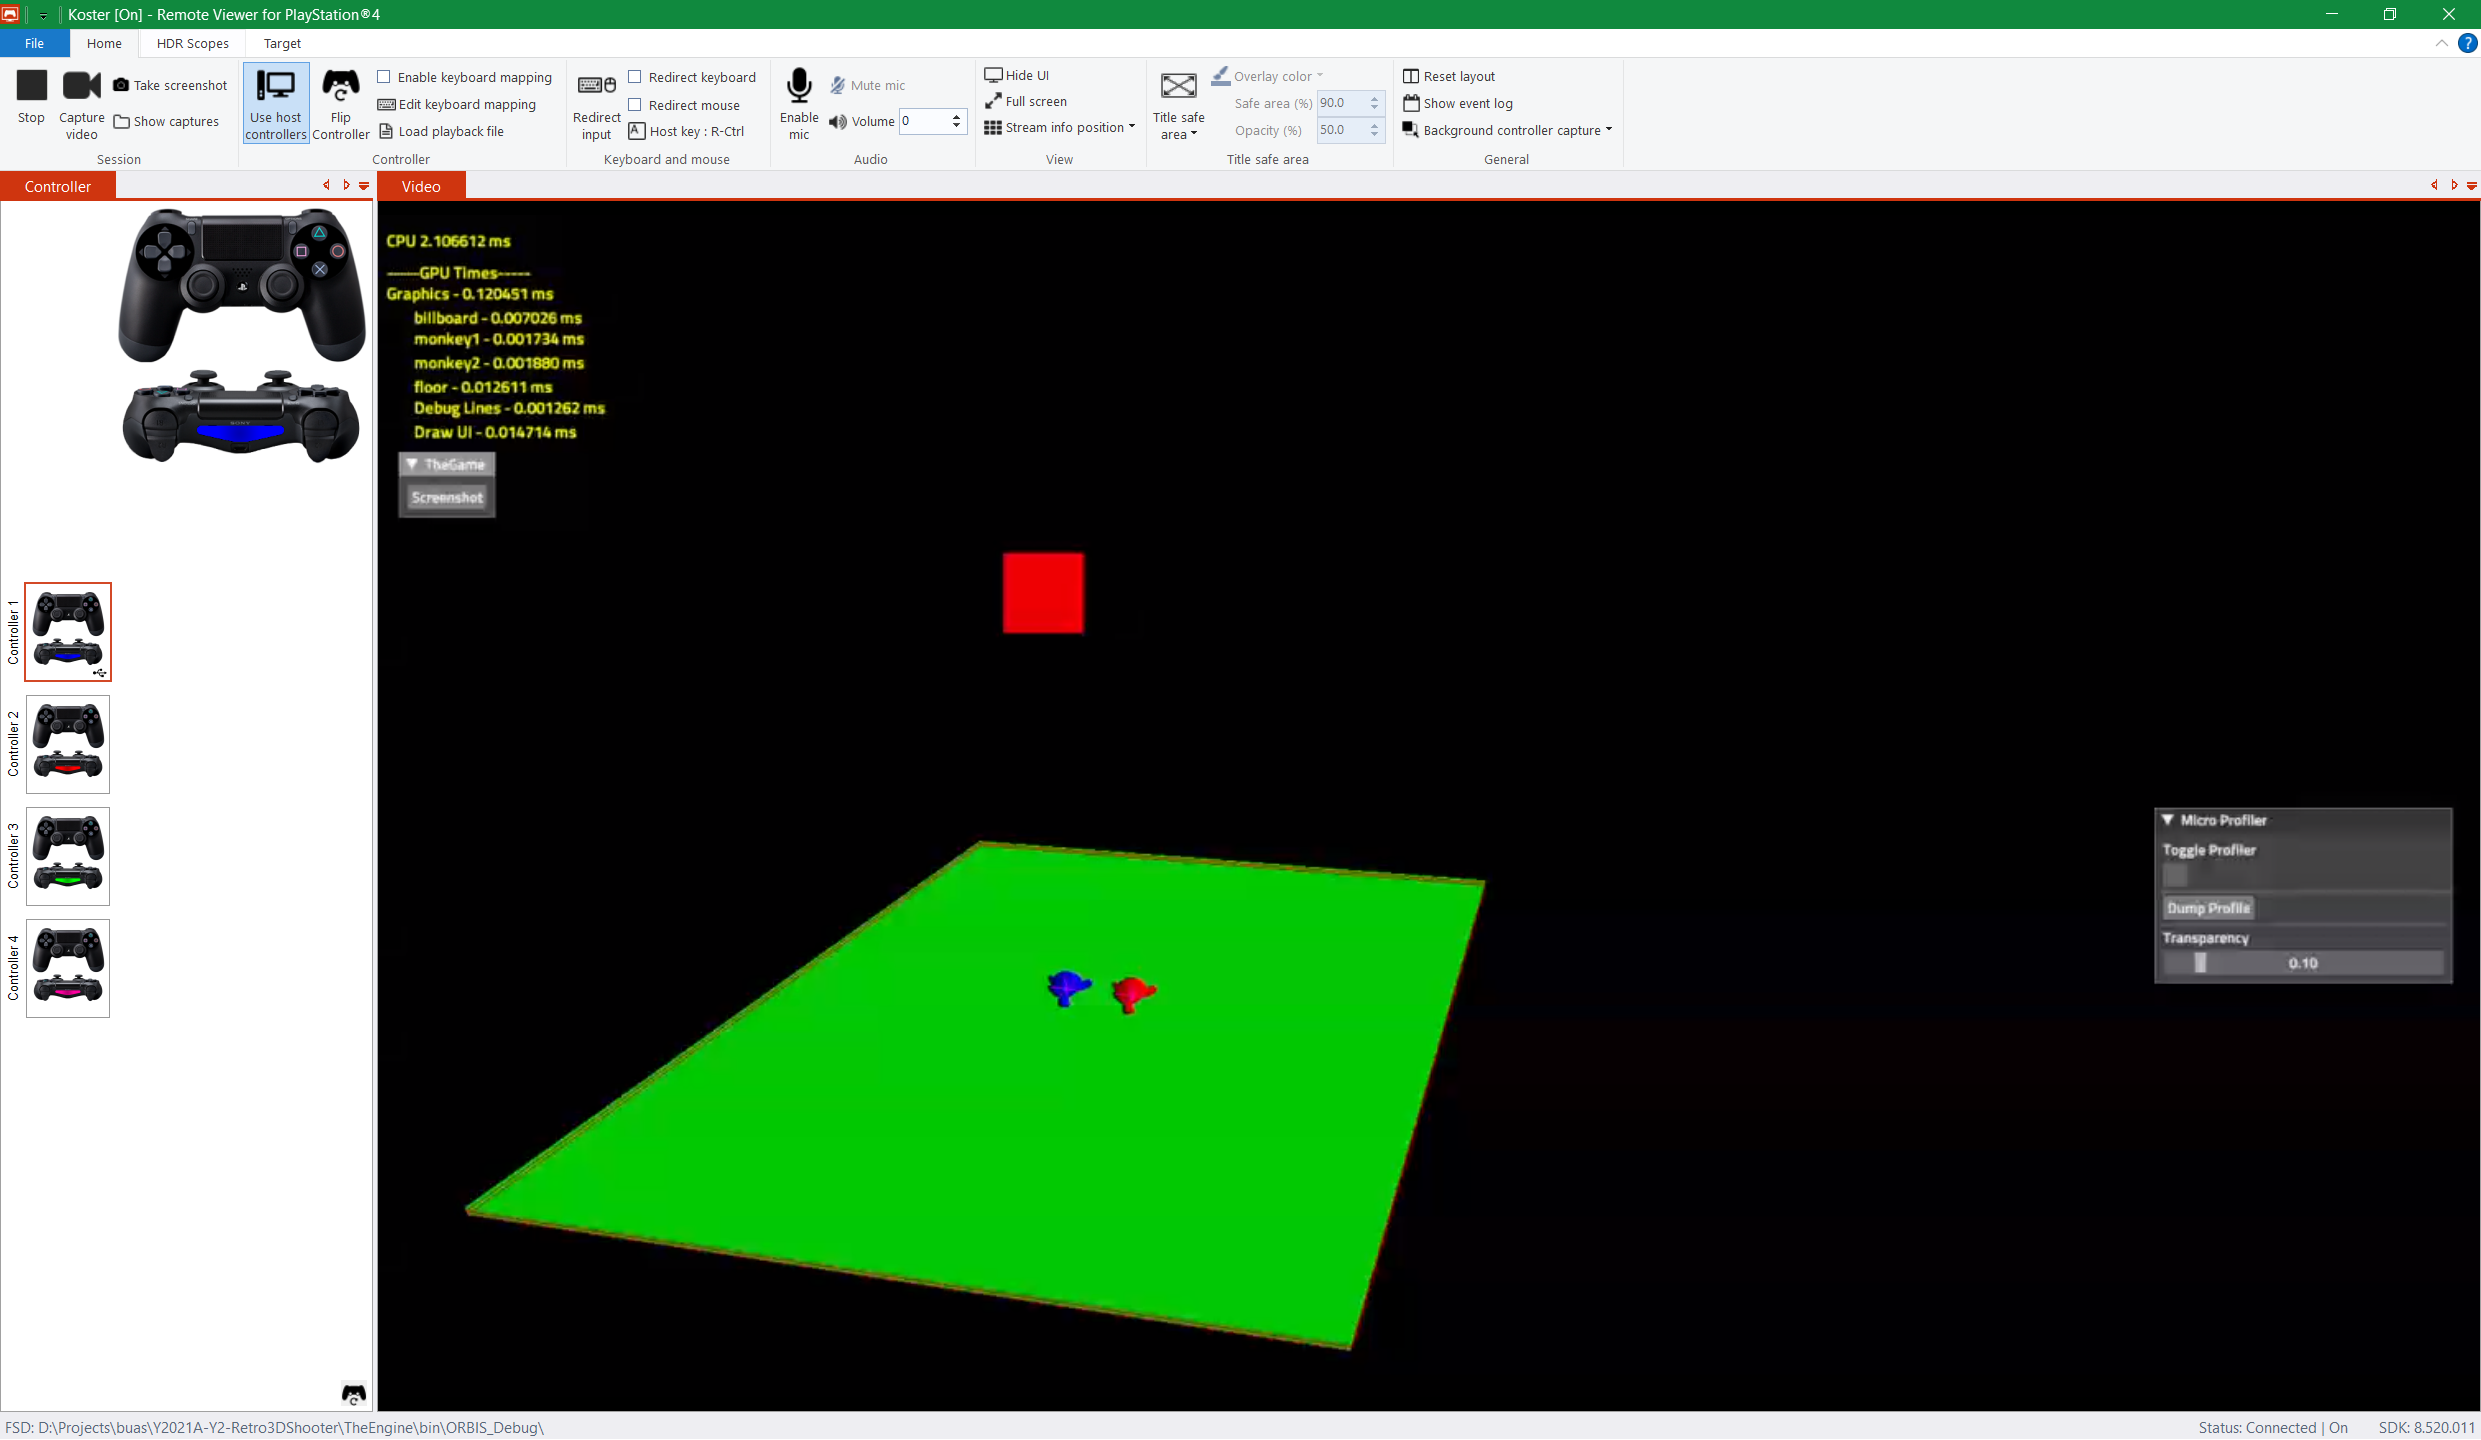 Koster [On] - Remote Viewer for PlayStation®4
File
Home
HDR Scopes
Target
Stop
Capture video
Take screenshot
Show captures
Session
Use host controllers
Flip Controller
Enable keyboard mapping
Edit keyboard mapping
Load playback file
Controller
Redirect input
Redirect keyboard
Redirect mouse
Host key : R-Ctrl
Keyboard and mouse
Enable mic
Mute mic
Volume 0
Audio
Hide UI
Full screen
Stream info position
View
Title safe area
Overlay color
Safe area (%) 90.0
Opacity (%) 50.0
Title safe area
Reset layout
Show event log
Background controller capture
General
Controller
Video
SONY
Controller 1
Controller 2
Controller 3
Controller 4
CPU 2.106612 ms
------GPU Times-----
Graphics - 0.120451 ms
billboard - 0.007026 ms
monkey1 - 0.001734 ms
monkey2 - 0.001880 ms
floor - 0.012611 ms
Debug Lines - 0.001262 ms
Draw UI - 0.014714 ms
TheGame
Screenshot
Micro Profiler
Toggle Profiler
Dump Profile
Transparency
0.10
FSD: D:\Projects\buas\Y2021A-Y2-Retro3DShooter\TheEngine\bin\ORBIS_Debug\
Status: Connected | On
SDK: 8.520.011